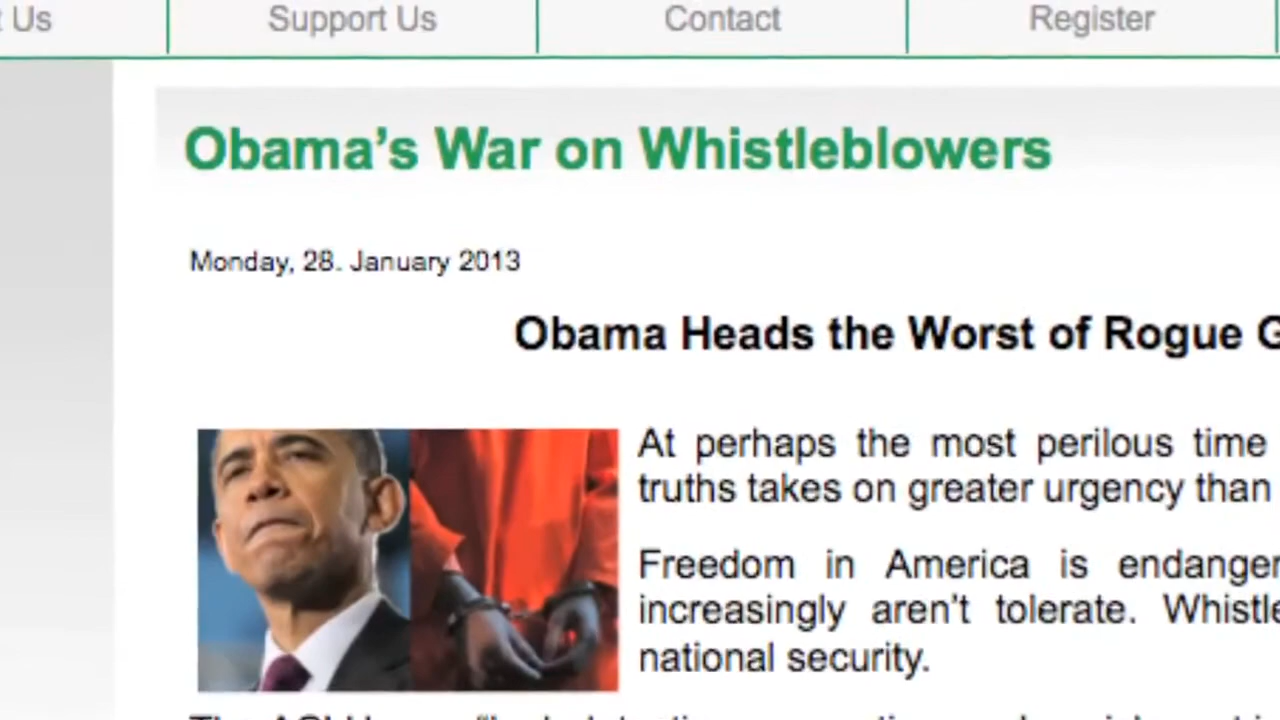 Us
Support Us
Contact
Register
Obama’s War on Whistleblowers
Monday, 28. January 2013
Obama Heads the Worst of Rogue
At perhaps the most perilous time
truths takes on greater urgency than
Freedom in America is endanger
increasingly aren’t tolerate. Whistle
national security.